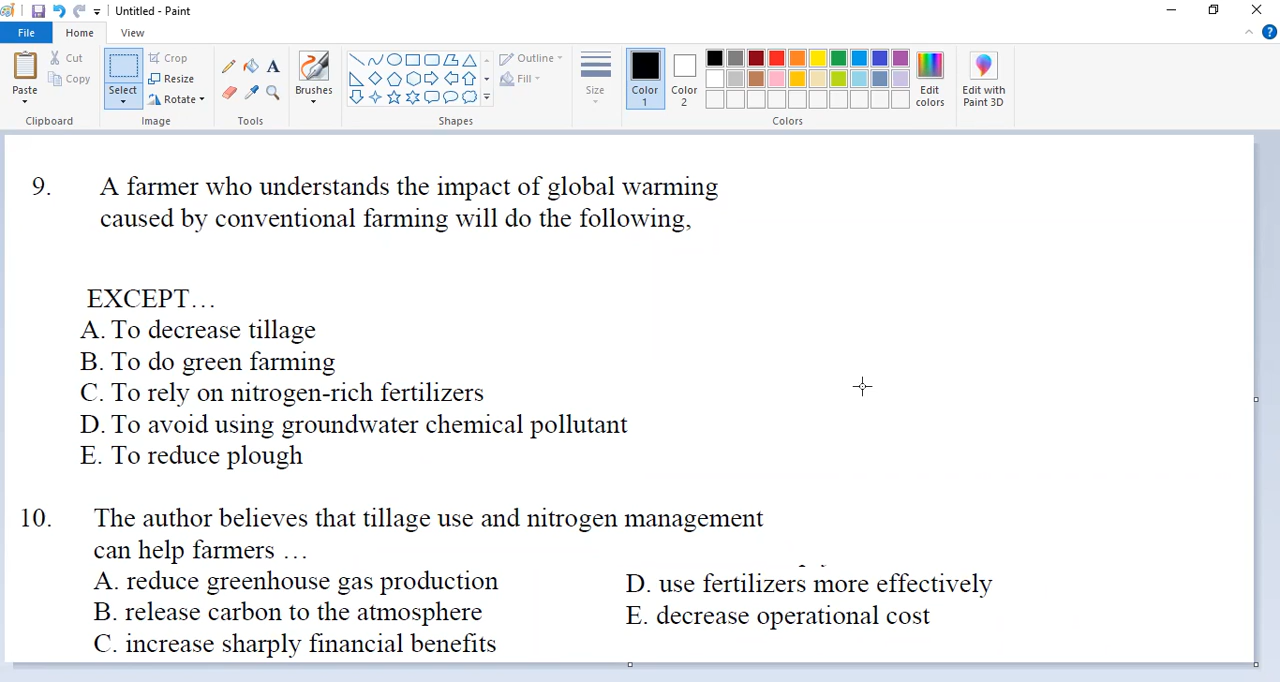 Untitled - Paint
File Home View
Paste
Cut
Copy
Clipboard
Select
Crop
Resize
Rotate
Image
A
Tools
Brushes
Outline
Fill
Shapes
Size
Color 1
Color 2
Edit colors
Colors
Edit with Paint 3D
9. A farmer who understands the impact of global warming
caused by conventional farming will do the following,
EXCEPT…
A. To decrease tillage
B. To do green farming
C. To rely on nitrogen-rich fertilizers
D. To avoid using groundwater chemical pollutant
E. To reduce plough
10. The author believes that tillage use and nitrogen management
can help farmers …
A. reduce greenhouse gas production
B. release carbon to the atmosphere
C. increase sharply financial benefits
D. use fertilizers more effectively
E. decrease operational cost